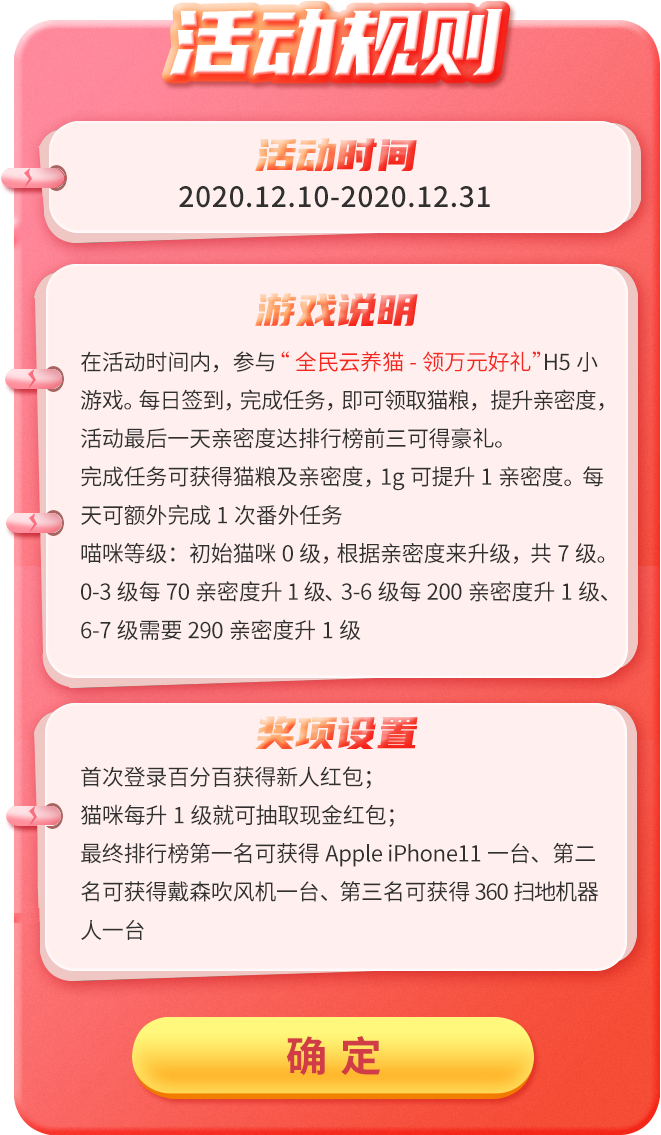 活动规则
活动时间
2020.12.10-2020.12.31
游戏说明
在活动时间内，参与“全民云养猫-领万元好礼”H5 小
游戏。每日签到，完成任务，即可领取猫粮，提升亲密度，
活动最后一天亲密度达排行榜前三可得豪礼。
完成任务可获得猫粮及亲密度，1g 可提升 1 亲密度。每
天可额外完成 1 次番外任务
喵咪等级：初始猫咪 0 级，根据亲密度来升级，共 7 级。
0-3 级每 70 亲密度升 1 级、3-6 级每 200 亲密度升 1 级、
6-7 级需要 290 亲密度升 1 级
奖项设置
首次登录百分百获得新人红包；
猫咪每升 1 级就可抽取现金红包；
最终排行榜第一名可获得 Apple iPhone11 一台、第二
名可获得戴森吹风机一台、第三名可获得 360 扫地机器
人一台
确 定